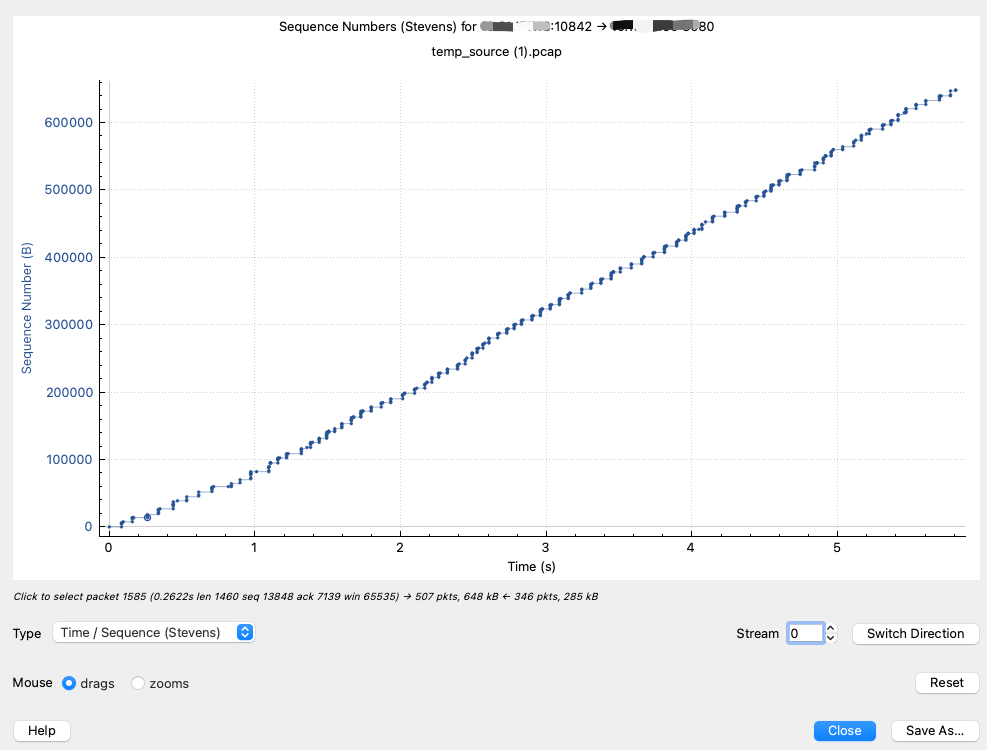 Sequence Numbers (Stevens) for :10842 → 80
temp_source (1).pcap
600000
500000
400000
300000
200000
100000
0
Sequence Number (B)
0 1 2 3 4 5
Time (s)
Click to select packet 1585 (0.2622s len 1460 seq 13848 ack 7139 win 65535) → 507 pkts, 648 kB ← 346 pkts, 285 kB
Type Time / Sequence (Stevens) Stream 0 Switch Direction
Mouse drags zooms Reset
Help Close Save As...